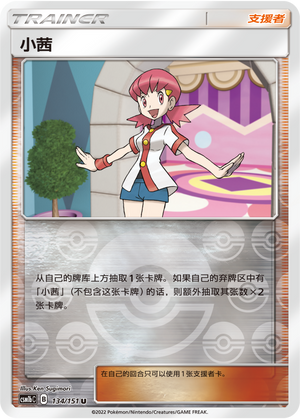 TRAINER
支援者
小茜
从自己的牌库上方抽取1张卡牌。如果自己的弃牌区中有
「小茜」（不包含这张卡牌）的话，则额外抽取其张数×2
张卡牌。
Illus. Ken Sugimori
在自己的回合只可以使用1张支援者卡。
CSM1bC D 134/151 U
©2022 Pokémon/Nintendo/Creatures/GAME FREAK.